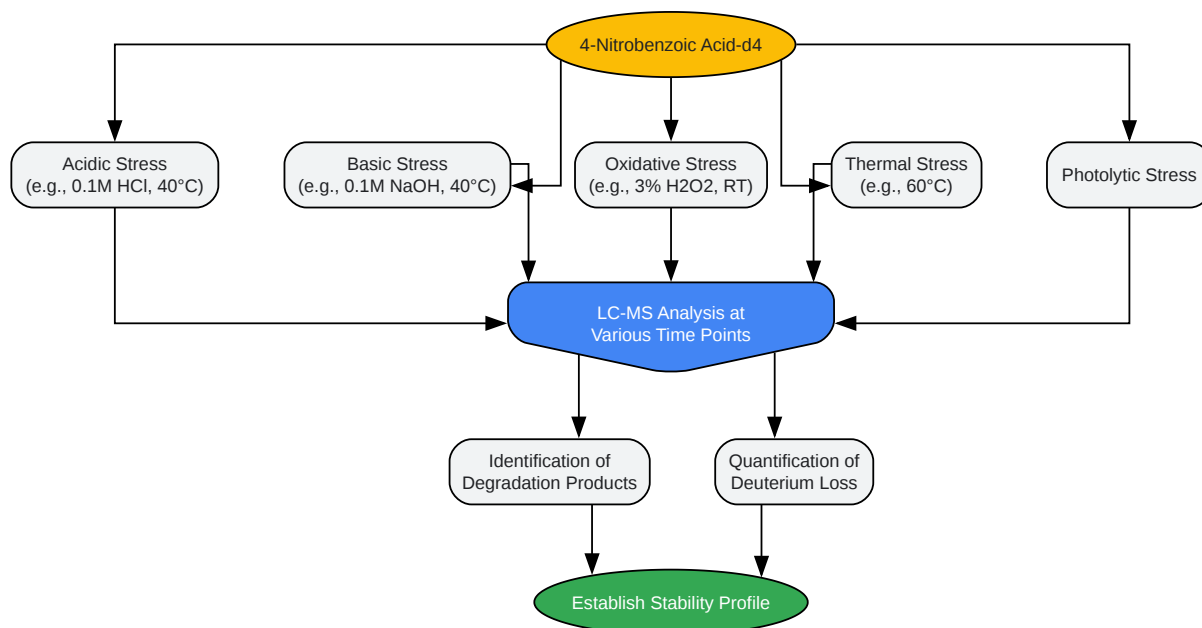 4-Nitrobenzoic Acid-d4
Acidic Stress
(e.g., 0.1M HCl, 40°C)
Basic Stress
(e.g., 0.1M NaOH, 40°C)
Oxidative Stress
(e.g., 3% H2O2, RT)
Thermal Stress
(e.g., 60°C)
Photolytic Stress
LC-MS Analysis at
Various Time Points
Identification of
Degradation Products
Quantification of
Deuterium Loss
Establish Stability Profile